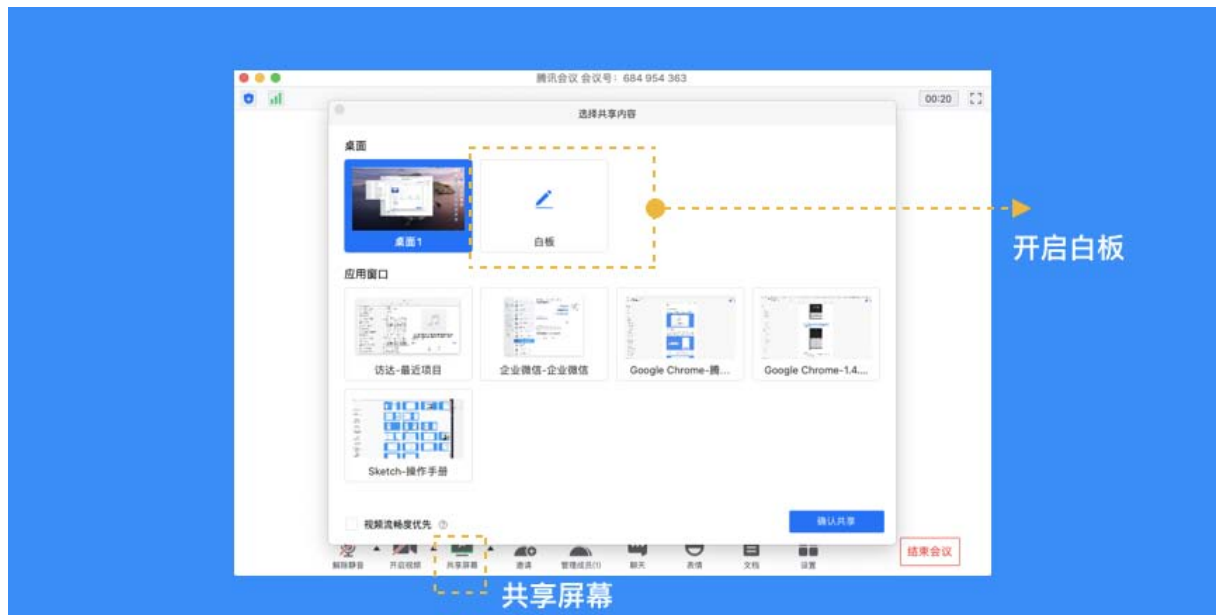 腾讯会议 会议号：684 954 363
00:20
选择共享内容
桌面
桌面1
白板
开启白板
应用窗口
访达-最近项目
企业微信-企业微信
Google Chrome-腾...
Google Chrome-1.4....
Sketch-操作手册
视频流畅度优先
确认共享
解除静音
开启视频
共享屏幕
邀请
管理成员(1)
聊天
表情
文档
设置
结束会议
共享屏幕